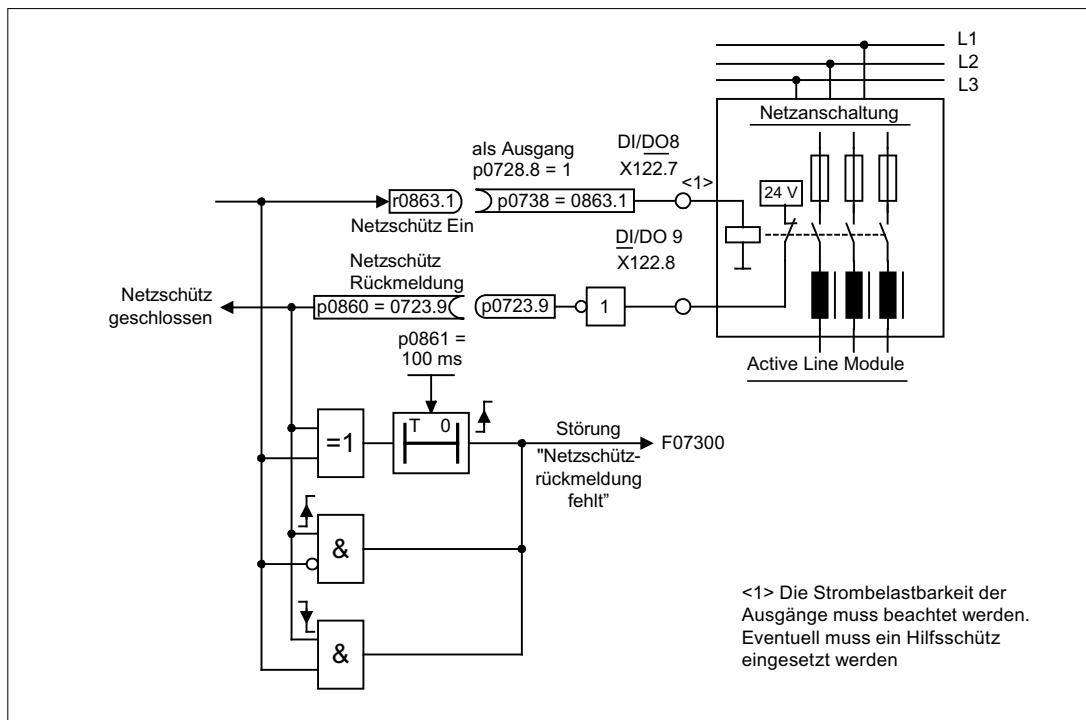 L1
L2
L3
Netzanschaltung
als Ausgang
p0728.8 = 1
DI/DO8
X122.7
<1>
24 V
r0863.1
p0738 = 0863.1
Netzschütz Ein
DI/DO 9
X122.8
Netzschütz
Rückmeldung
Netzschütz
geschlossen
p0860 = 0723.9
p0723.9
1
p0861 =
100 ms
Active Line Module
=1
T 0
Störung
"Netzschütz-
rückmeldung
fehlt”
F07300
&
&
<1> Die Strombelastbarkeit der
Ausgänge muss beachtet werden.
Eventuell muss ein Hilfsschütz
eingesetzt werden